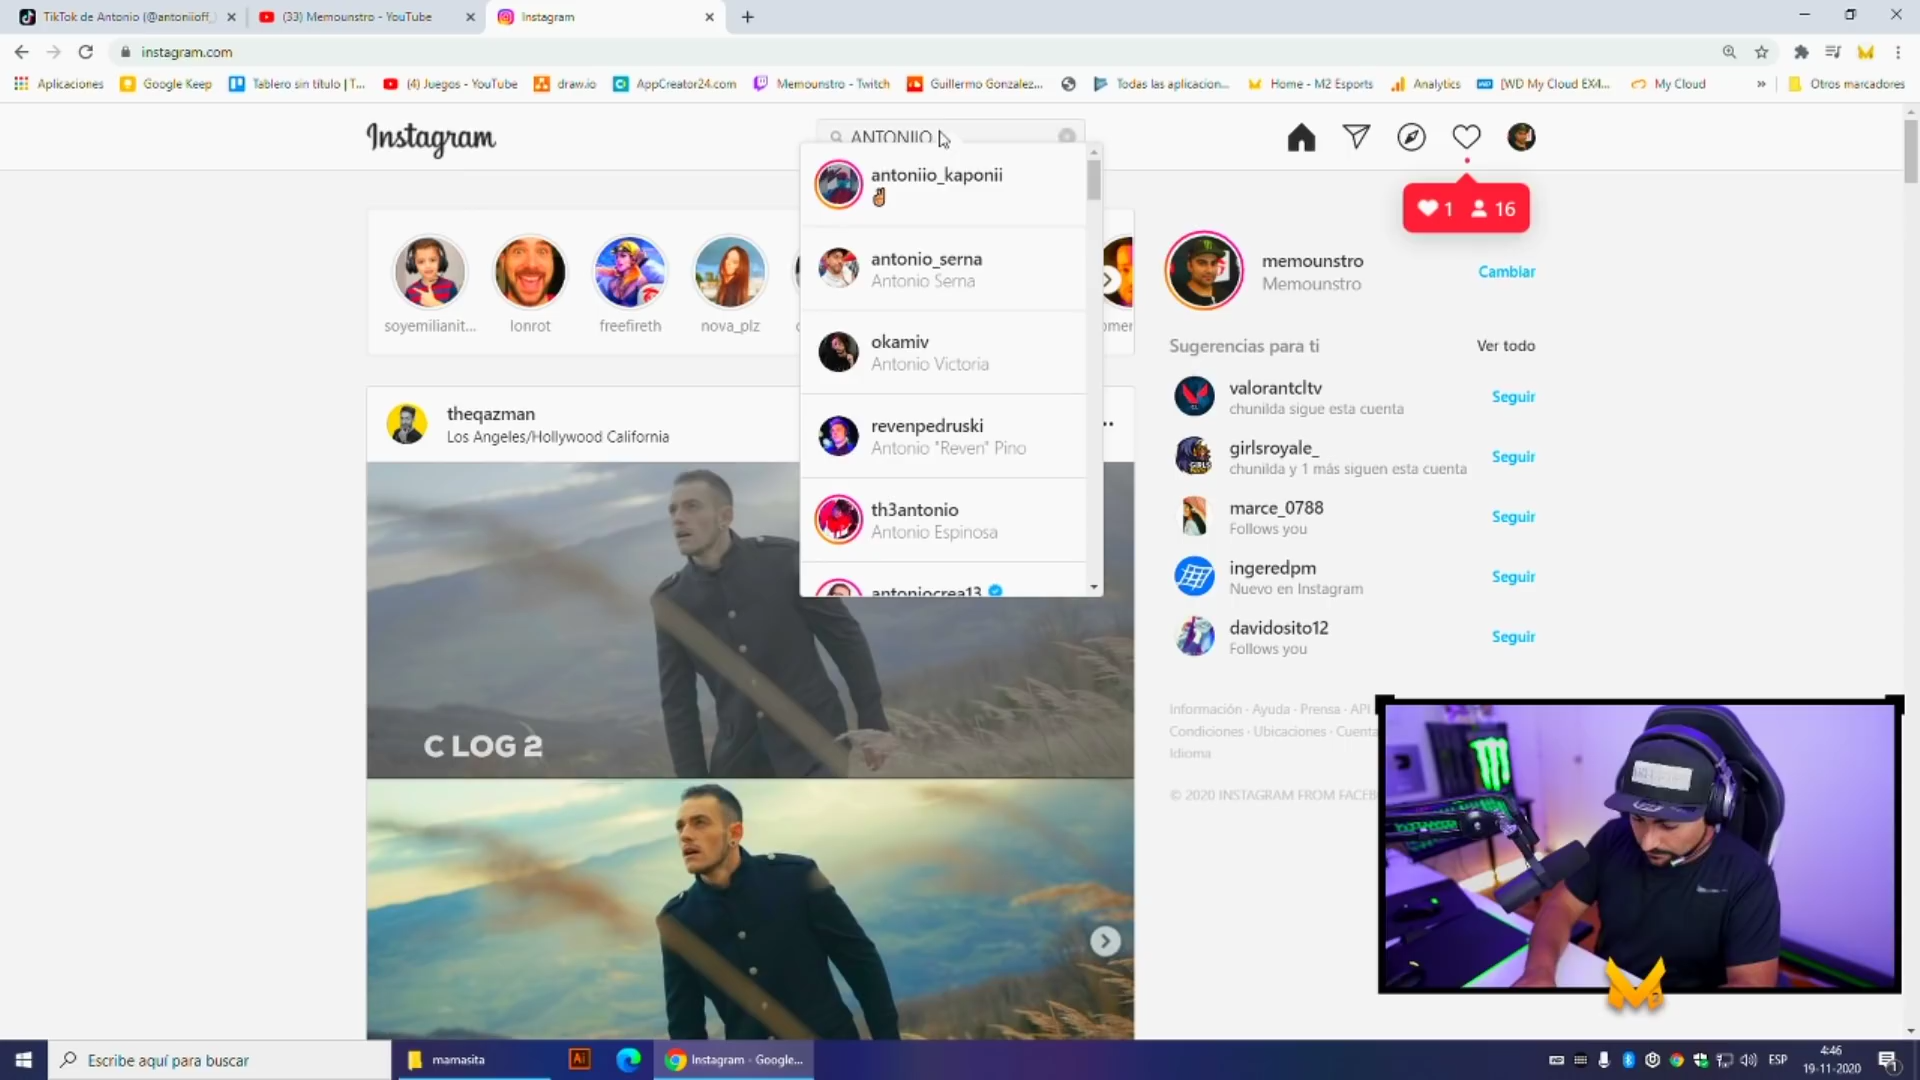 TikTok de Antonio (@antoniioff_
(33) Memounstro - YouTube
Instagram
instagram.com
Aplicaciones
Google Keep
Tablero sin título | T...
(4) Juegos - YouTube
draw.io
AppCreator24.com
Memounstro - Twitch
Guillermo Gonzalez...
Todas las aplicacion...
Home - M2 Esports
Analytics
[WD My Cloud EX4...
My Cloud
»
Otros marcadores
Instagram
ANTONIIO
1 16
antoniio_kaponii
antonio_serna
Antonio Serna
okamiv
Antonio Victoria
revenpedruski
Antonio "Reven" Pino
th3antonio
Antonio Espinosa
antoniocrea13
soyemilianit...
lonrot
freefireth
nova_plz
theqazman
Los Angeles/Hollywood California
C LOG 2
memounstro
Memounstro
Cambiar
Sugerencias para ti
Ver todo
valorantcltv
chunilda sigue esta cuenta
Seguir
girlsroyale_
chunilda y 1 más siguen esta cuenta
Seguir
marce_0788
Follows you
Seguir
ingeredpm
Nuevo en Instagram
Seguir
davidosito12
Follows you
Seguir
Información · Ayuda · Prensa · API
Condiciones · Ubicaciones · Cuenta
Idioma
© 2020 INSTAGRAM FROM FACEB
Escribe aquí para buscar
mamasita
Ai
Instagram - Google...
ESP
4:46
19-11-2020